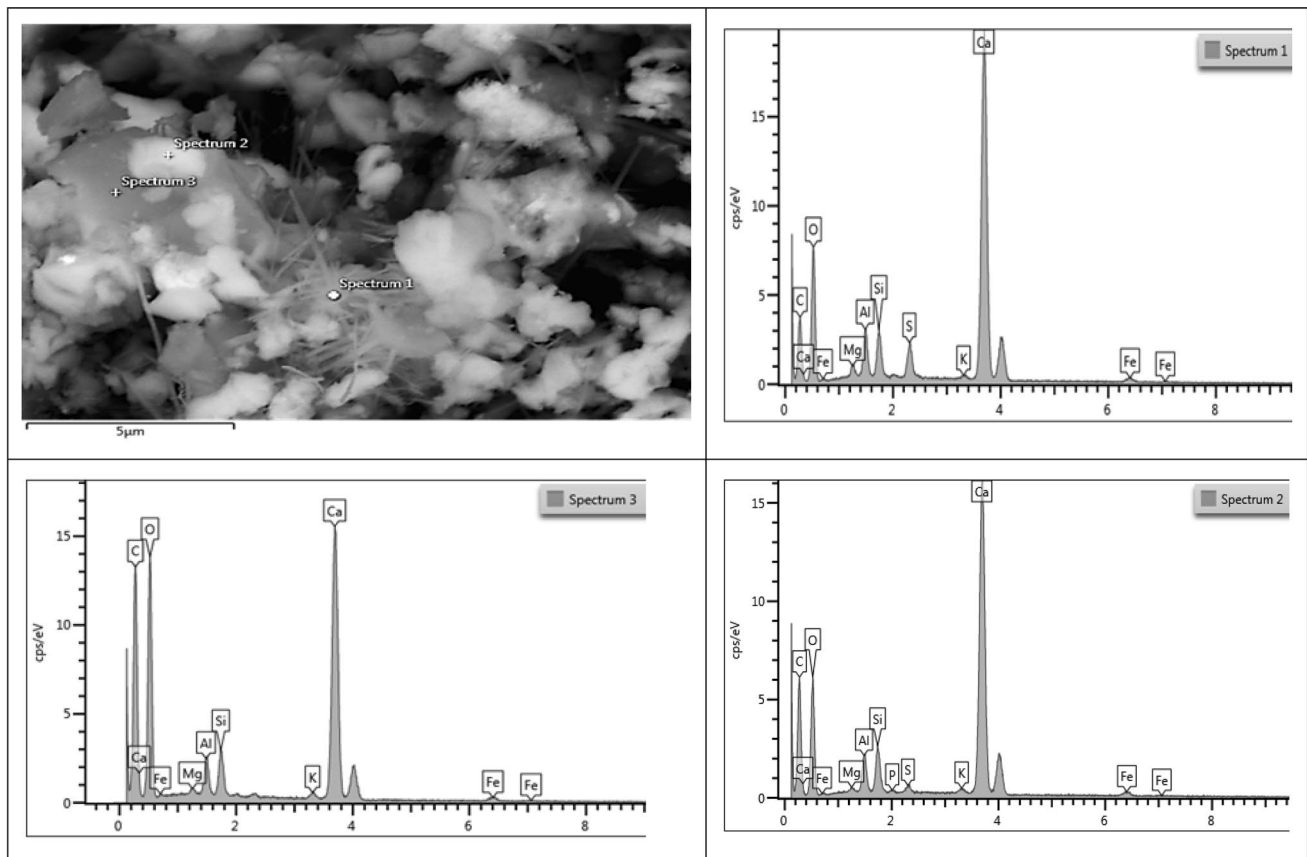 Spectrum 2
Spectrum 3
Spectrum 1
5µm
Spectrum 1
cps/eV
15
10
5
0
Ca
O
C
Ca
Fe
Mg
Al
Si
S
K
Fe
Fe
0 2 4 6 8
Spectrum 3
cps/eV
15
10
5
0
C
O
Ca
Ca
Fe
Mg
Al
Si
K
Fe
Fe
0 2 4 6 8
Spectrum 2
cps/eV
15
10
5
0
Ca
O
C
Ca
Fe
Mg
Al
Si
P
S
K
Fe
Fe
0 2 4 6 8